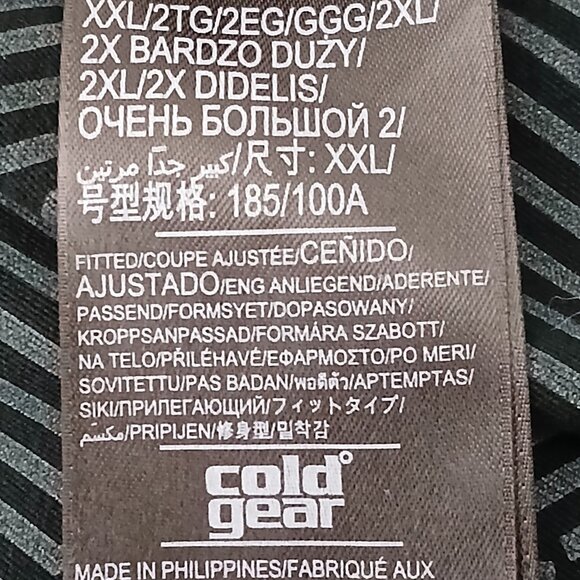 XXL/2TG/2EG/GGG/2XL/
2X BARDZO DUŻY/
2XL/2X DIDELIS/
ОЧЕНЬ БОЛЬШОЙ 2/
كبير جدًا مرتين/尺寸: XXL/
号型规格: 185/100A
FITTED/COUPE AJUSTÉE/CEÑIDO/
AJUSTADO/ENG ANLIEGEND/ADERENTE/
PASSEND/FORMSYET/DOPASOWANY/
KROPPSANPASSAD/FORMÁRA SZABOTT/
NA TELO/PŘILÉHAVÉ/ΕΦΑΡΜΟΣΤΟ/PO MERI/
SOVITETTU/PAS BADAN/พอดีตัว/APTEMPTAS/
SIKI/ПРИЛЕГАЮЩИЙ/フィットタイプ/
مكسّم/PRIPIJEN/修身型/밀착감
cold
gear
MADE IN PHILIPPINES/FABRIQUÉ AUX